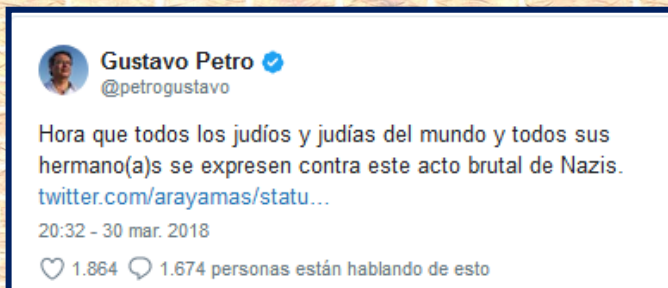 Gustavo Petro
@petrogustavo
Hora que todos los judíos y judías del mundo y todos sus
hermano(a)s se expresen contra este acto brutal de Nazis.
twitter.com/arayamas/statu...
20:32 - 30 mar. 2018
1.864 1.674 personas están hablando de esto